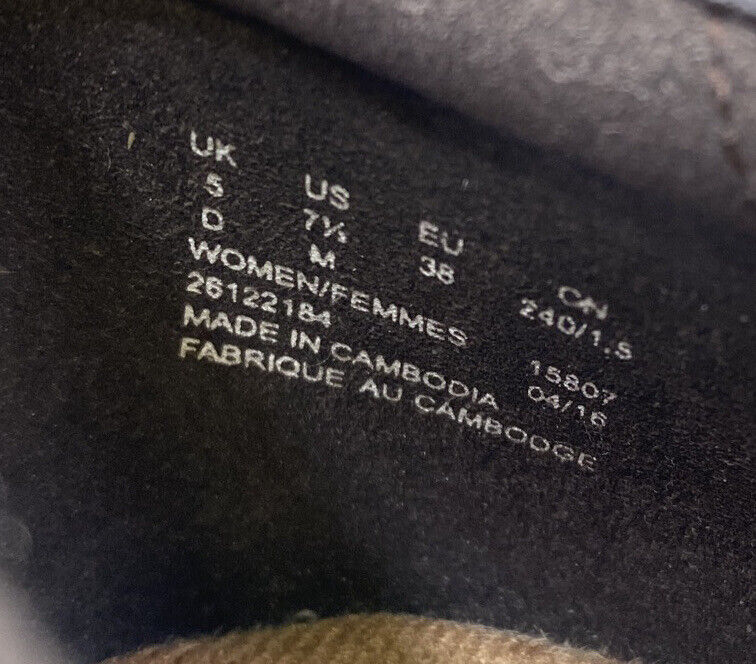 UK US EU CN
5 7½ 38 240/1.5
D M
WOMEN/FEMMES 15807
26122184 04/16
MADE IN CAMBODIA
FABRIQUE AU CAMBODGE